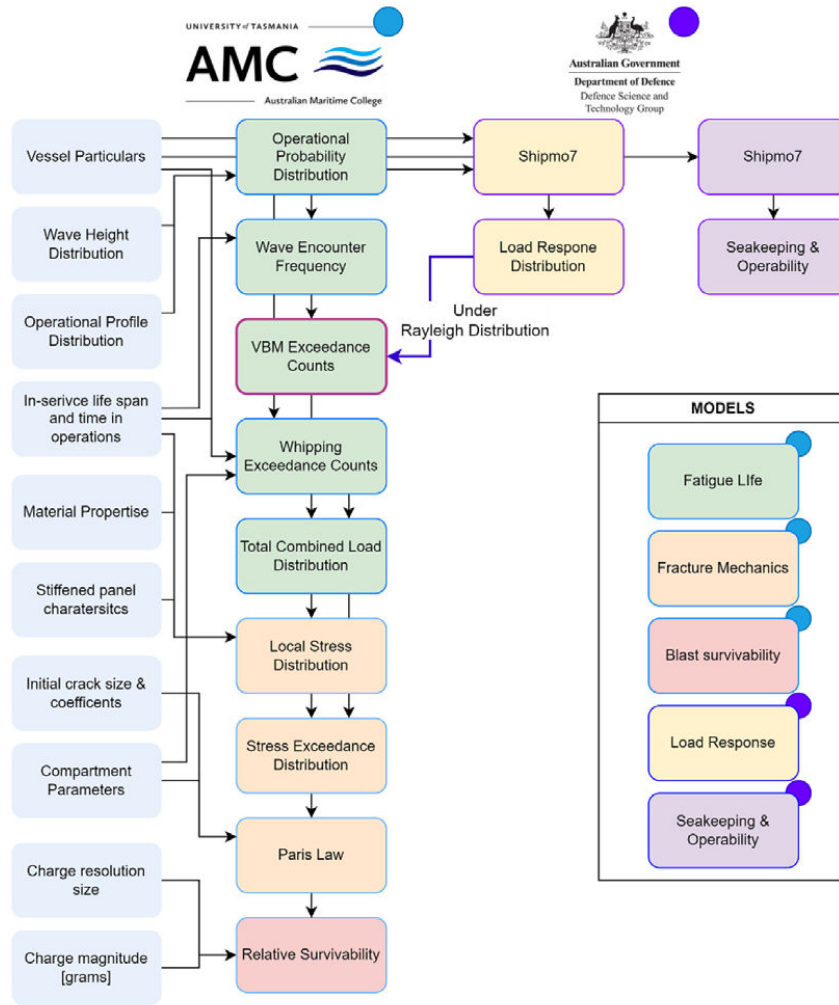 UNIVERSITY of TASMANIA
AMC
Australian Maritime College
Australian Government
Department of Defence
Defence Science and
Technology Group
Vessel Particulars
Wave Height
Distribution
Operational Profile
Distribution
In-serivce life span
and time in
operations
Material Propertise
Stiffened panel
charatersitcs
Initial crack size &
coefficents
Compartment
Parameters
Charge resolution
size
Charge magnitude
[grams]
Operational
Probability
Distribution
Wave Encounter
Frequency
VBM Exceedance
Counts
Whipping
Exceedance Counts
Total Combined Load
Distribution
Local Stress
Distribution
Stress Exceedance
Distribution
Paris Law
Relative Survivability
Shipmo7
Load Respone
Distribution
Under
Rayleigh Distribution
Shipmo7
Seakeeping &
Operability
MODELS
Fatigue LIfe
Fracture Mechanics
Blast survivability
Load Response
Seakeeping &
Operability